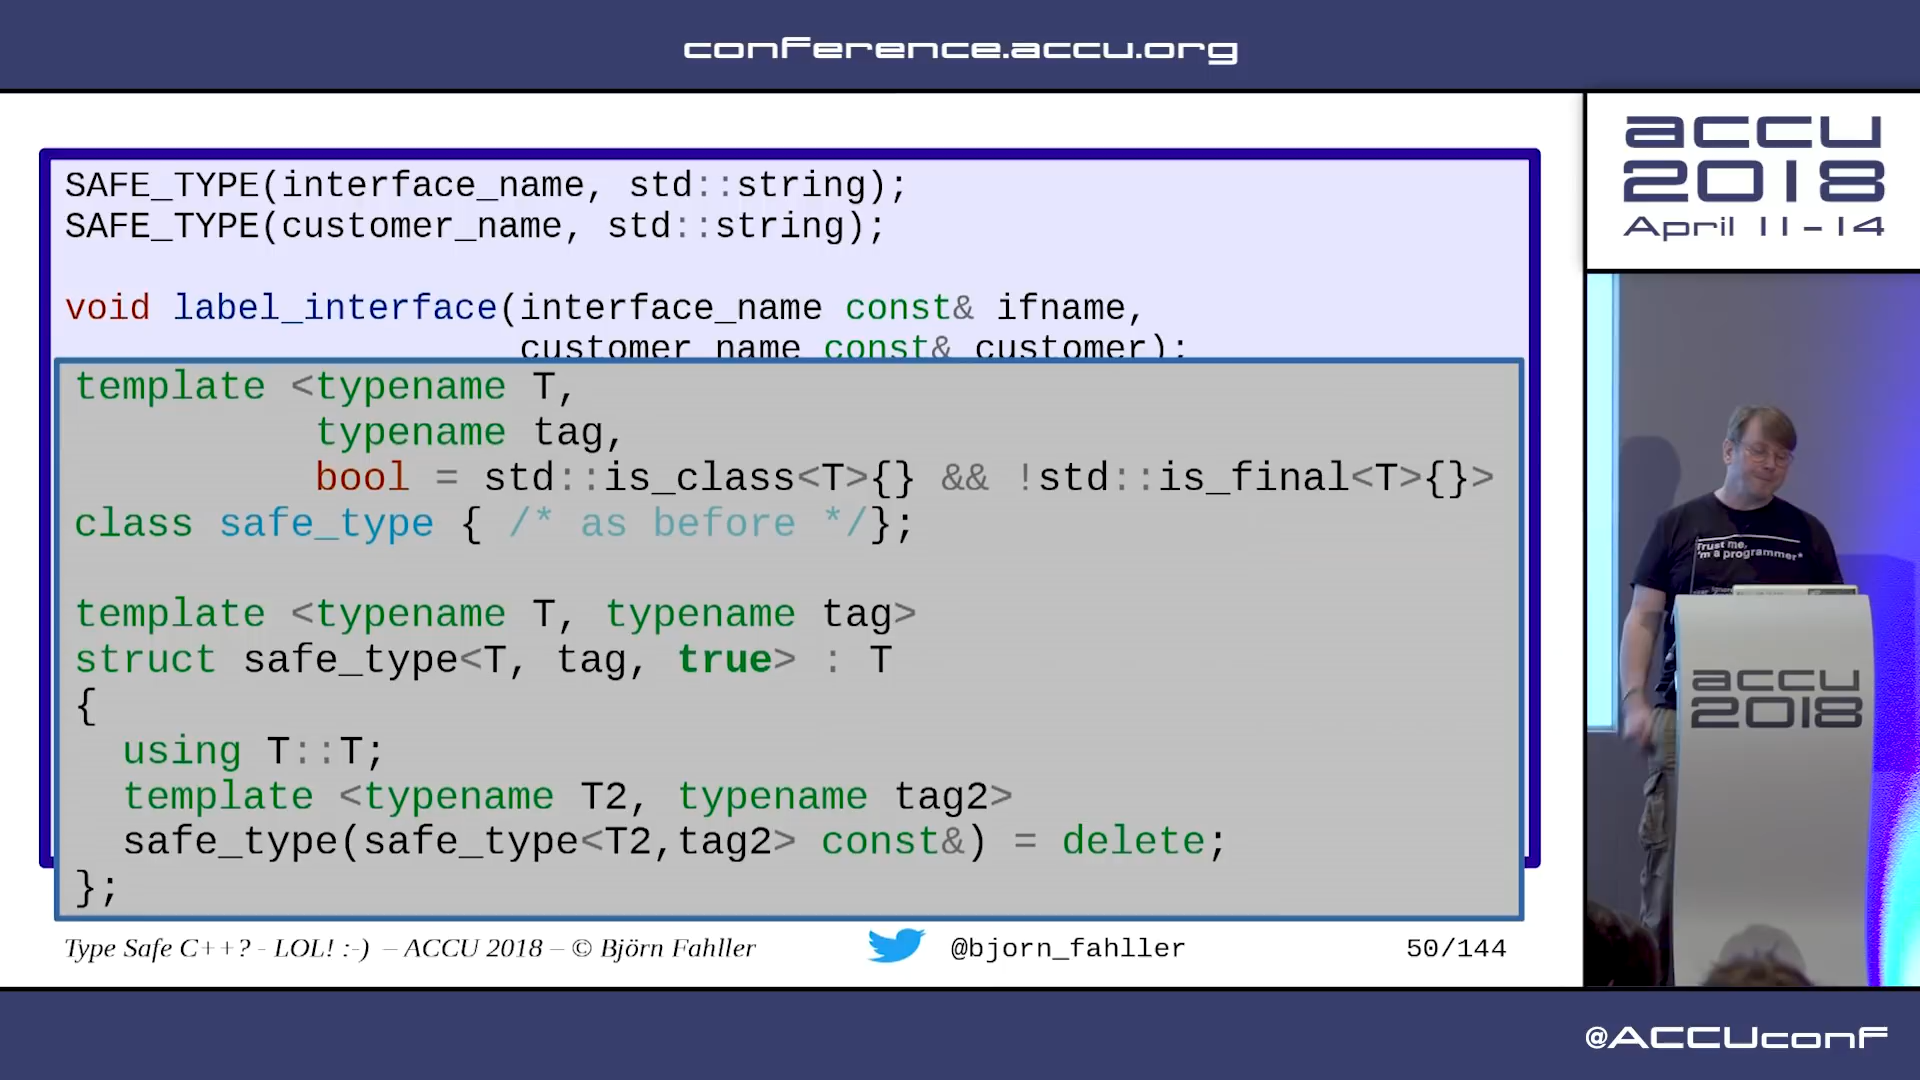 conference.accu.org
SAFE_TYPE(interface_name, std::string);
SAFE_TYPE(customer_name, std::string);
void label_interface(interface_name const& ifname,
customer_name const& customer);
template <typename T,
typename tag,
bool = std::is_class<T>{} && !std::is_final<T>{}>
class safe_type { /* as before */};
template <typename T, typename tag>
struct safe_type<T, tag, true> : T
{
using T::T;
template <typename T2, typename tag2>
safe_type(safe_type<T2,tag2> const&) = delete;
};
Type Safe C++? - LOL! :-) – ACCU 2018 – © Björn Fahller
@bjorn_fahller
50/144
accu
2018
April 11-14
Trust me,
I'm a programmer*
accu
2018
@ACCUconf